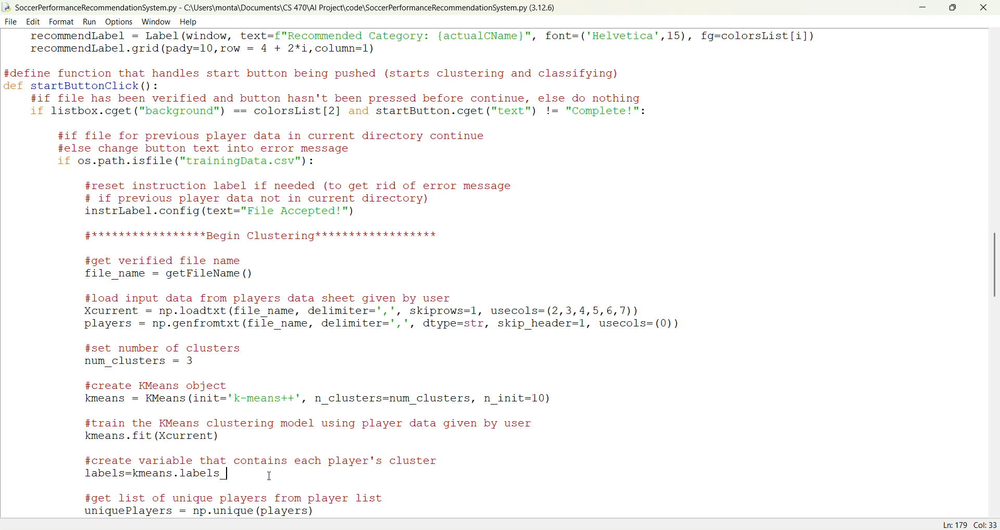 SoccerPerformanceRecommendationSystem.py - C:\Users\monta\Documents\CS 470\AI Project\code\SoccerPerformanceRecommendationSystem.py (3.12.6)
File Edit Format Run Options Window Help
recommendLabel = Label(window, text=f"Recommended Category: {actualCName}", font=('Helvetica',15), fg=colorsList[i])
recommendLabel.grid(pady=10,row = 4 + 2*i,column=1)
#define function that handles start button being pushed (starts clustering and classifying)
def startButtonClick():
#if file has been verified and button hasn't been pressed before continue, else do nothing
if listbox.cget("background") == colorsList[2] and startButton.cget("text") != "Complete!":
#if file for previous player data in current directory continue
#else change button text into error message
if os.path.isfile("trainingData.csv"):
#reset instruction label if needed (to get rid of error message
# if previous player data not in current directory)
instrLabel.config(text="File Accepted!")
#*****************Begin Clustering******************
#get verified file name
file_name = getFileName()
#load input data from players data sheet given by user
Xcurrent = np.loadtxt(file_name, delimiter=',', skiprows=1, usecols=(2,3,4,5,6,7))
players = np.genfromtxt(file_name, delimiter=',', dtype=str, skip_header=1, usecols=(0))
#set number of clusters
num_clusters = 3
#create KMeans object
kmeans = KMeans(init='k-means++', n_clusters=num_clusters, n_init=10)
#train the KMeans clustering model using player data given by user
kmeans.fit(Xcurrent)
#create variable that contains each player's cluster
labels=kmeans.labels_
#get list of unique players from player list
uniquePlayers = np.unique(players)
Ln: 179 Col: 33